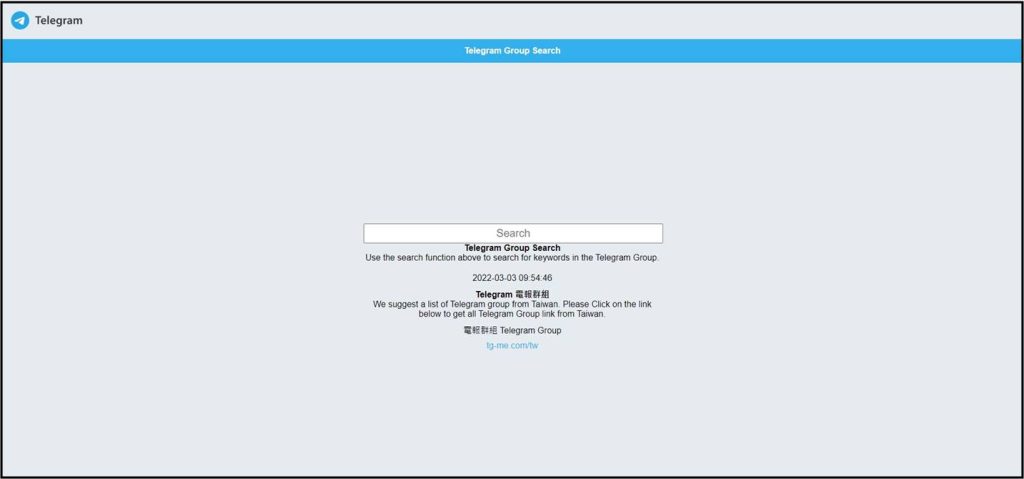 Telegram
Telegram Group Search
Search
Telegram Group Search
Use the search function above to search for keywords in the Telegram Group.
2022-03-03 09:54:46
Telegram 電報群組
We suggest a list of Telegram group from Taiwan. Please Click on the link
below to get all Telegram Group link from Taiwan.
電報群組 Telegram Group
tg-me.com/tw